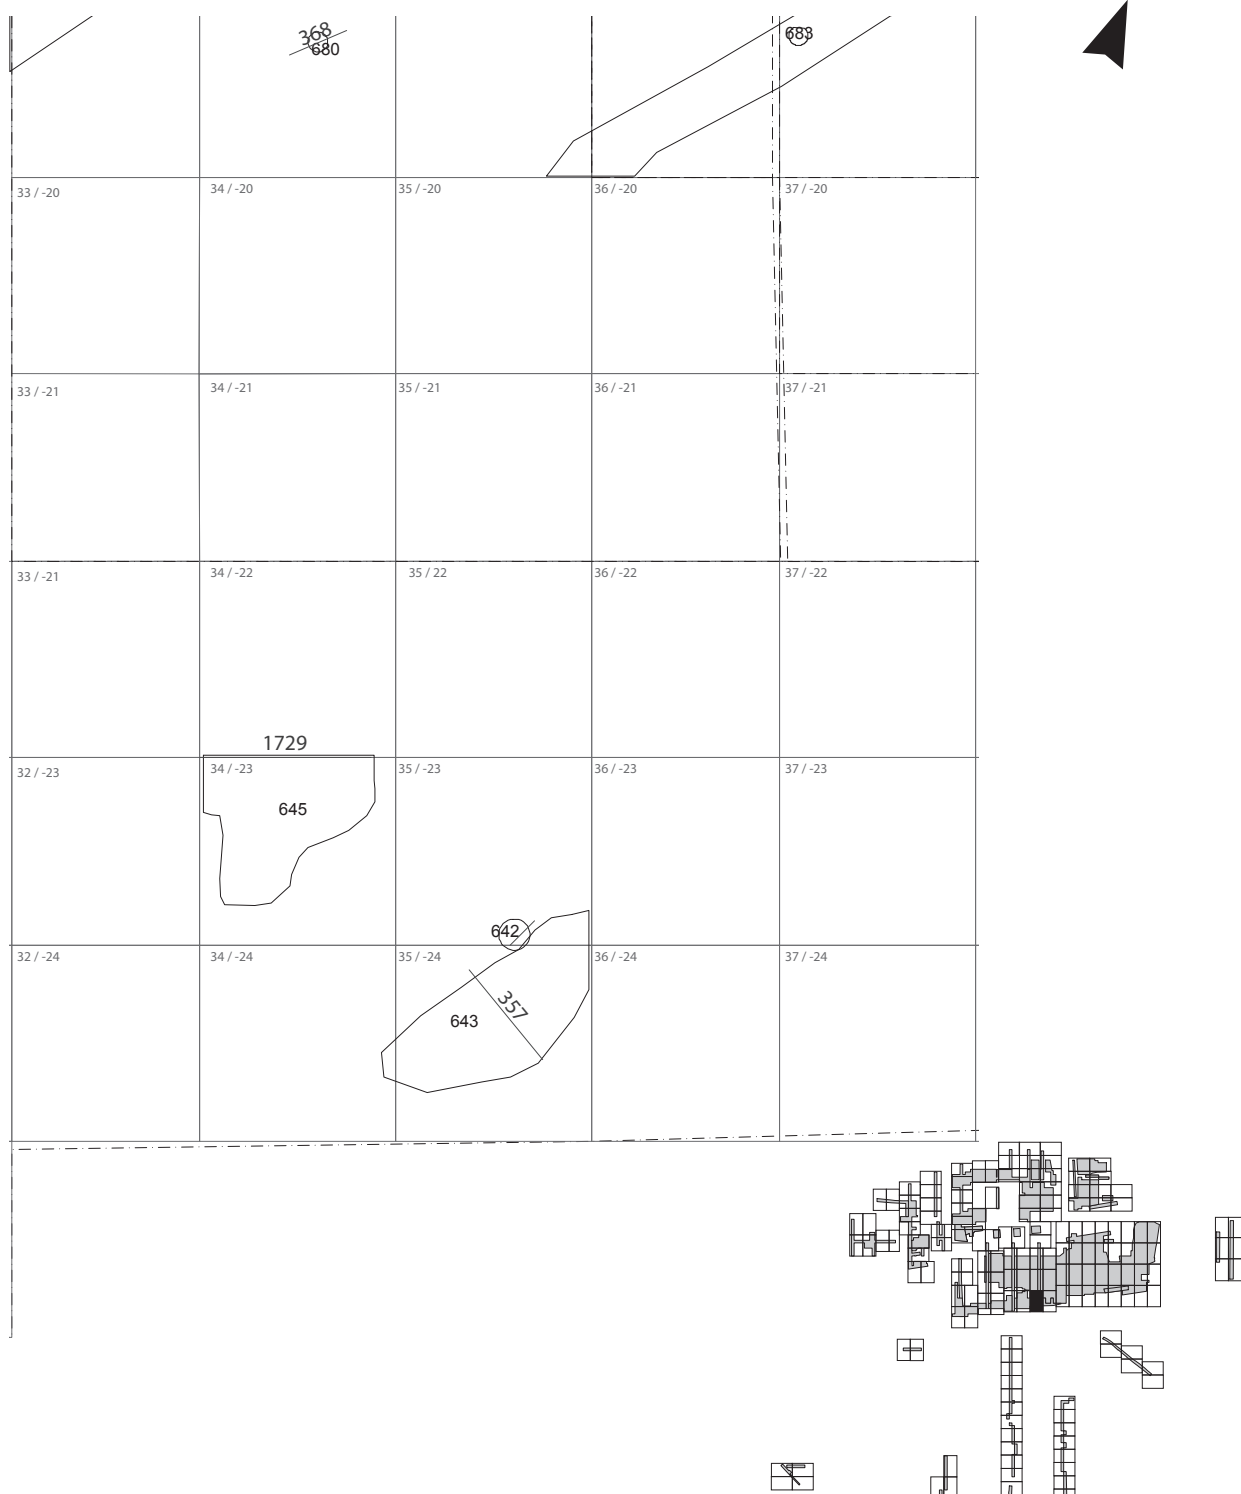 368
680
683
33 / -20
34 / -20
35 / -20
36 / -20
37 / -20
33 / -21
34 / -21
35 / -21
36 / -21
37 / -21
33 / -21
34 / -22
35 / 22
36 / -22
37 / -22
1729
32 / -23
34 / -23
35 / -23
36 / -23
37 / -23
645
642
32 / -24
34 / -24
35 / -24
36 / -24
37 / -24
357
643